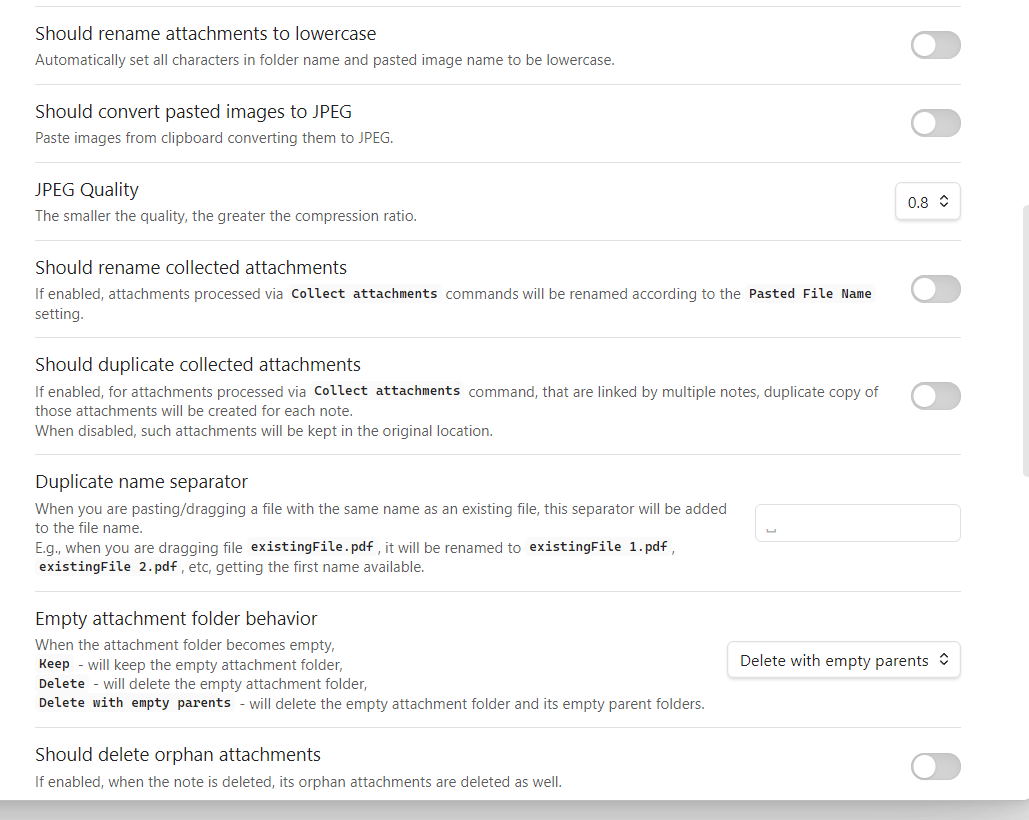 Should rename attachments to lowercase
Automatically set all characters in folder name and pasted image name to be lowercase.
Should convert pasted images to JPEG
Paste images from clipboard converting them to JPEG.
JPEG Quality
The smaller the quality, the greater the compression ratio.
0.8
Should rename collected attachments
If enabled, attachments processed via Collect attachments commands will be renamed according to the Pasted File Name
setting.
Should duplicate collected attachments
If enabled, for attachments processed via Collect attachments command, that are linked by multiple notes, duplicate copy of
those attachments will be created for each note.
When disabled, such attachments will be kept in the original location.
Duplicate name separator
When you are pasting/dragging a file with the same name as an existing file, this separator will be added
to the file name.
E.g., when you are dragging file existingFile.pdf, it will be renamed to existingFile 1.pdf,
existingFile 2.pdf, etc, getting the first name available.
␣
Empty attachment folder behavior
When the attachment folder becomes empty,
Keep - will keep the empty attachment folder,
Delete - will delete the empty attachment folder,
Delete with empty parents - will delete the empty attachment folder and its empty parent folders.
Delete with empty parents
Should delete orphan attachments
If enabled, when the note is deleted, its orphan attachments are deleted as well.